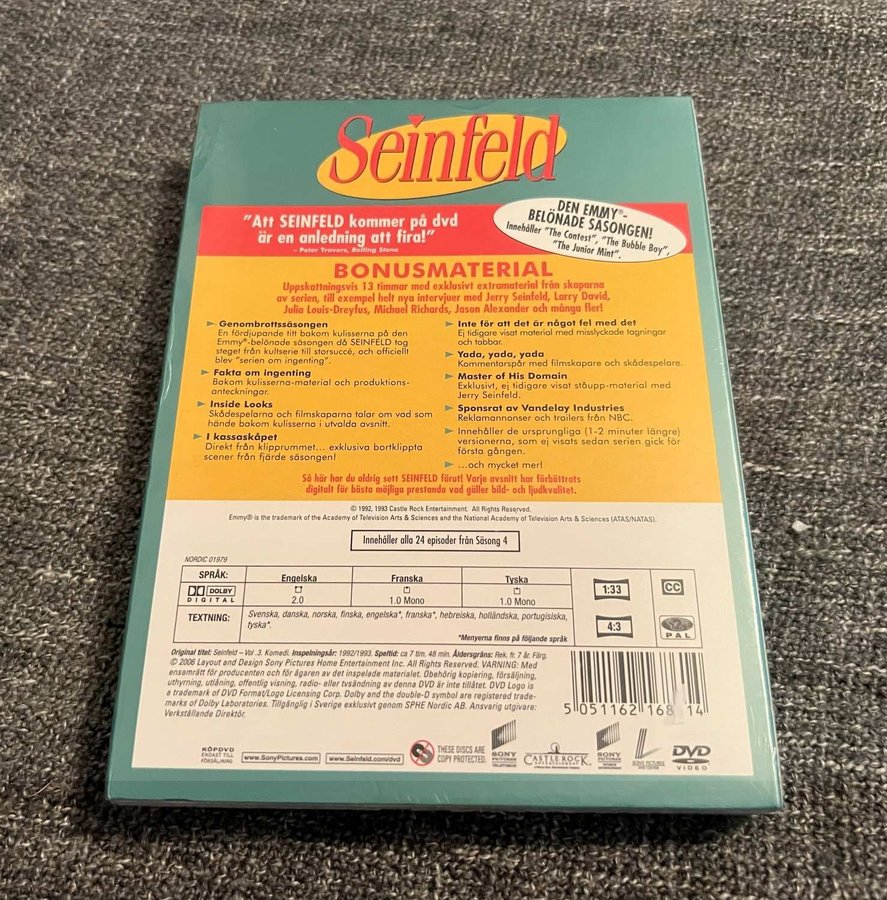 Seinfeld
"Att SEINFELD kommer på dvd
är en anledning att fira!"
– Peter Travers, Rolling Stone
DEN EMMY®-
BELÖNADE SÄSONGEN!
Innehåller "The Contest", "The Bubble Boy",
"The Junior Mint".
BONUSMATERIAL
Uppskattningsvis 13 timmar med exklusivt extramaterial från skaparna
av serien, till exempel helt nya intervjuer med Jerry Seinfeld, Larry David,
Julia Louis-Dreyfus, Michael Richards, Jason Alexander och många fler!
Genombrottssäsongen
En fördjupande titt bakom kulisserna på den
Emmy®-belönade säsongen då SEINFELD tog
steget från kultserie till storsuccé, och officiellt
blev "serien om ingenting".
Fakta om ingenting
Bakom kulisserna-material och produktions-
anteckningar.
Inside Looks
Skådespelarna och filmskaparna talar om vad som
hände bakom kulisserna i utvalda avsnitt.
I kassaskåpet
Direkt från klipprummet... exklusiva bortklippta
scener från fjärde säsongen!
Inte för att det är något fel med det
Ej tidigare visat material med misslyckade tagningar
och tabbar.
Yada, yada, yada
Kommentarspår med filmskapare och skådespelare.
Master of His Domain
Exklusivt, ej tidigare visat ståupp-material med
Jerry Seinfeld.
Sponsrat av Vandelay Industries
Reklamannonser och trailers från NBC.
Innehåller de ursprungliga (1-2 minuter längre)
versionerna, som ej visats sedan serien gick för
första gången.
...och mycket mer!
Så här har du aldrig sett SEINFELD förut! Varje avsnitt har förbättrats
digitalt för bästa möjliga prestanda vad gäller bild- och ljudkvalitet.
© 1992, 1993 Castle Rock Entertainment. All Rights Reserved.
Emmy® is the trademark of the Academy of Television Arts & Sciences and the National Academy of Television Arts & Sciences (ATAS/NATAS).
Innehåller alla 24 episoder från Säsong 4
NORDIC 01979
SPRÅK: Engelska Franska Tyska
DOLBY DIGITAL 2.0 1.0 Mono 1.0 Mono
TEXTNING: Svenska, danska, norska, finska, engelska*, franska*, hebreiska, holländska, portugisiska,
tyska*.
*Menyerna finns på följande språk
1:33
CC
4:3
2
PAL
Original titel: Seinfeld – Vol .3. Komedi. Inspelningsår: 1992/1993. Speltid: ca 7 tim. 48 min. Åldersgräns: Rek. fr. 7 år. Färg.
© 2006 Layout and Design Sony Pictures Home Entertainment Inc. All Rights Reserved. VARNING: Med
ensamrätt för producenten och för ägaren av det inspelade materialet. Obehörig kopiering, försäljning,
uthyrning, utlåning, offentlig visning, radio- eller tvsändning av denna DVD är inte tillåtet. DVD Logo is
a trademark of DVD Format/Logo Licensing Corp. Dolby and the double-D symbol are registered trade-
marks of Dolby Laboratories. Tillgänglig i Sverige exklusivt genom SPHE Nordic AB. Ansvarig utgivare:
Verkställande Direktör.
KÖPDVD
ENDAST TILL
FÖRSÄLJNING
www.SonyPictures.com
www.Seinfeld.com/dvd
THESE DISCS ARE
COPY PROTECTED.
SONY
PICTURES
TELEVISION
CASTLE ROCK
ENTERTAINMENT
SONY
PICTURES
HOME
ENTERTAINMENT
SONY PICTURES
DVD CENTER
DVD
VIDEO